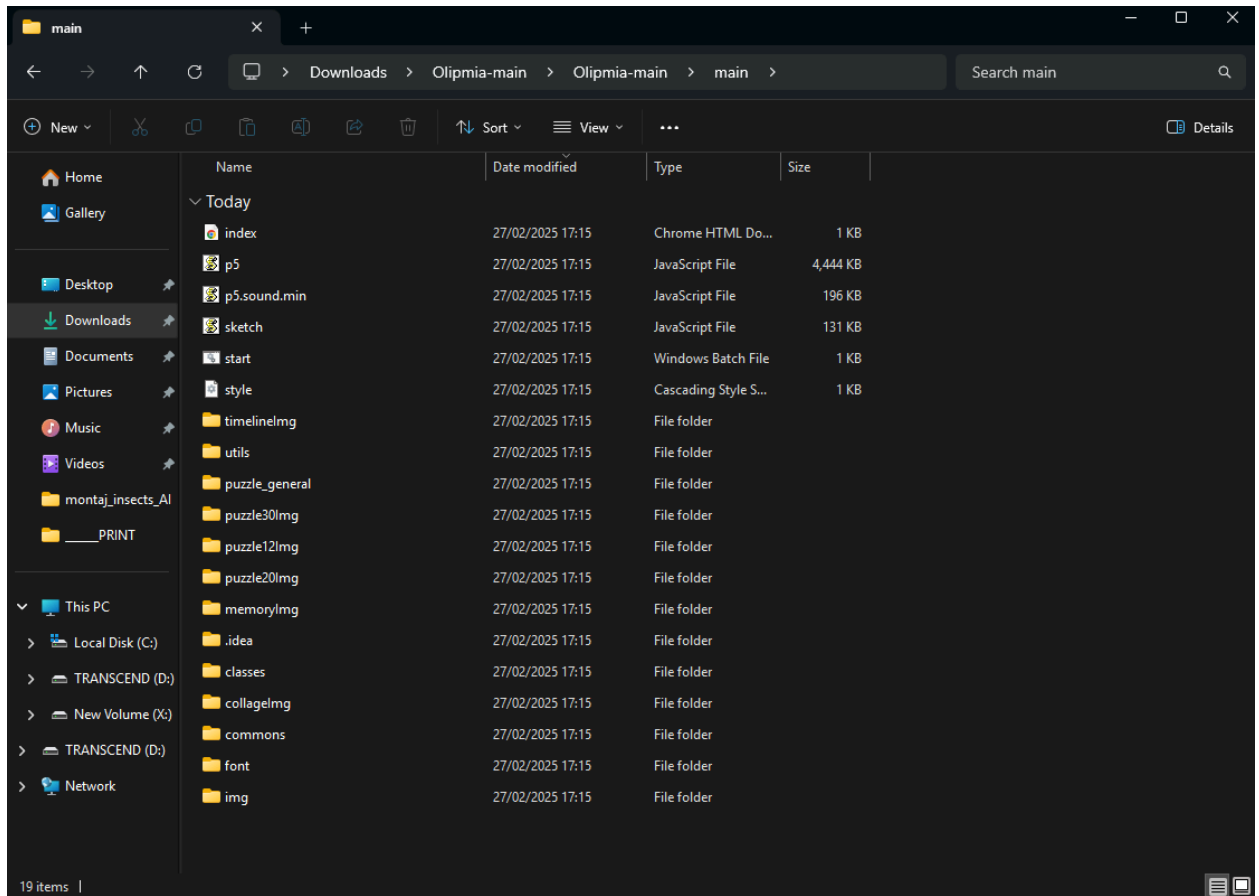 main
Downloads > Olipmia-main > Olipmia-main > main >
Search main
New
Sort
View
Details
Home
Gallery
Desktop
Downloads
Documents
Pictures
Music
Videos
montaj_insects_AI
_____PRINT
This PC
Local Disk (C:)
TRANSCEND (D:)
New Volume (X:)
TRANSCEND (D:)
Network
Name Date modified Type Size
Today
index 27/02/2025 17:15 Chrome HTML Do... 1 KB
p5 27/02/2025 17:15 JavaScript File 4,444 KB
p5.sound.min 27/02/2025 17:15 JavaScript File 196 KB
sketch 27/02/2025 17:15 JavaScript File 131 KB
start 27/02/2025 17:15 Windows Batch File 1 KB
style 27/02/2025 17:15 Cascading Style S... 1 KB
timelineImg 27/02/2025 17:15 File folder
utils 27/02/2025 17:15 File folder
puzzle_general 27/02/2025 17:15 File folder
puzzle30Img 27/02/2025 17:15 File folder
puzzle12Img 27/02/2025 17:15 File folder
puzzle20Img 27/02/2025 17:15 File folder
memoryImg 27/02/2025 17:15 File folder
.idea 27/02/2025 17:15 File folder
classes 27/02/2025 17:15 File folder
collageImg 27/02/2025 17:15 File folder
commons 27/02/2025 17:15 File folder
font 27/02/2025 17:15 File folder
img 27/02/2025 17:15 File folder
19 items